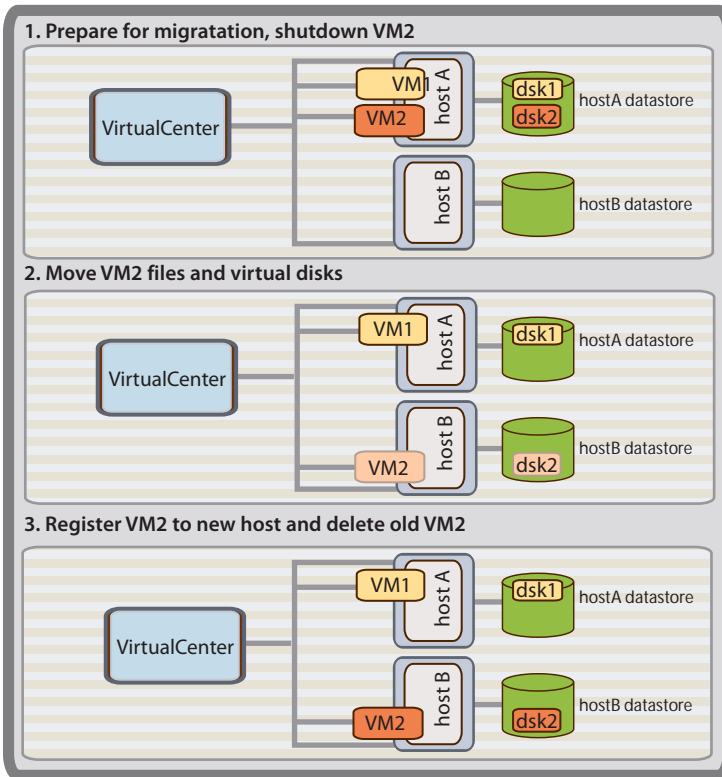 1. Prepare for migratation, shutdown VM2
VirtualCenter
VM1
VM2
host A
dsk1
dsk2
hostA datastore
host B
hostB datastore
2. Move VM2 files and virtual disks
VirtualCenter
VM1
host A
dsk1
hostA datastore
VM2
host B
dsk2
hostB datastore
3. Register VM2 to new host and delete old VM2
VirtualCenter
VM1
host A
dsk1
hostA datastore
VM2
host B
dsk2
hostB datastore